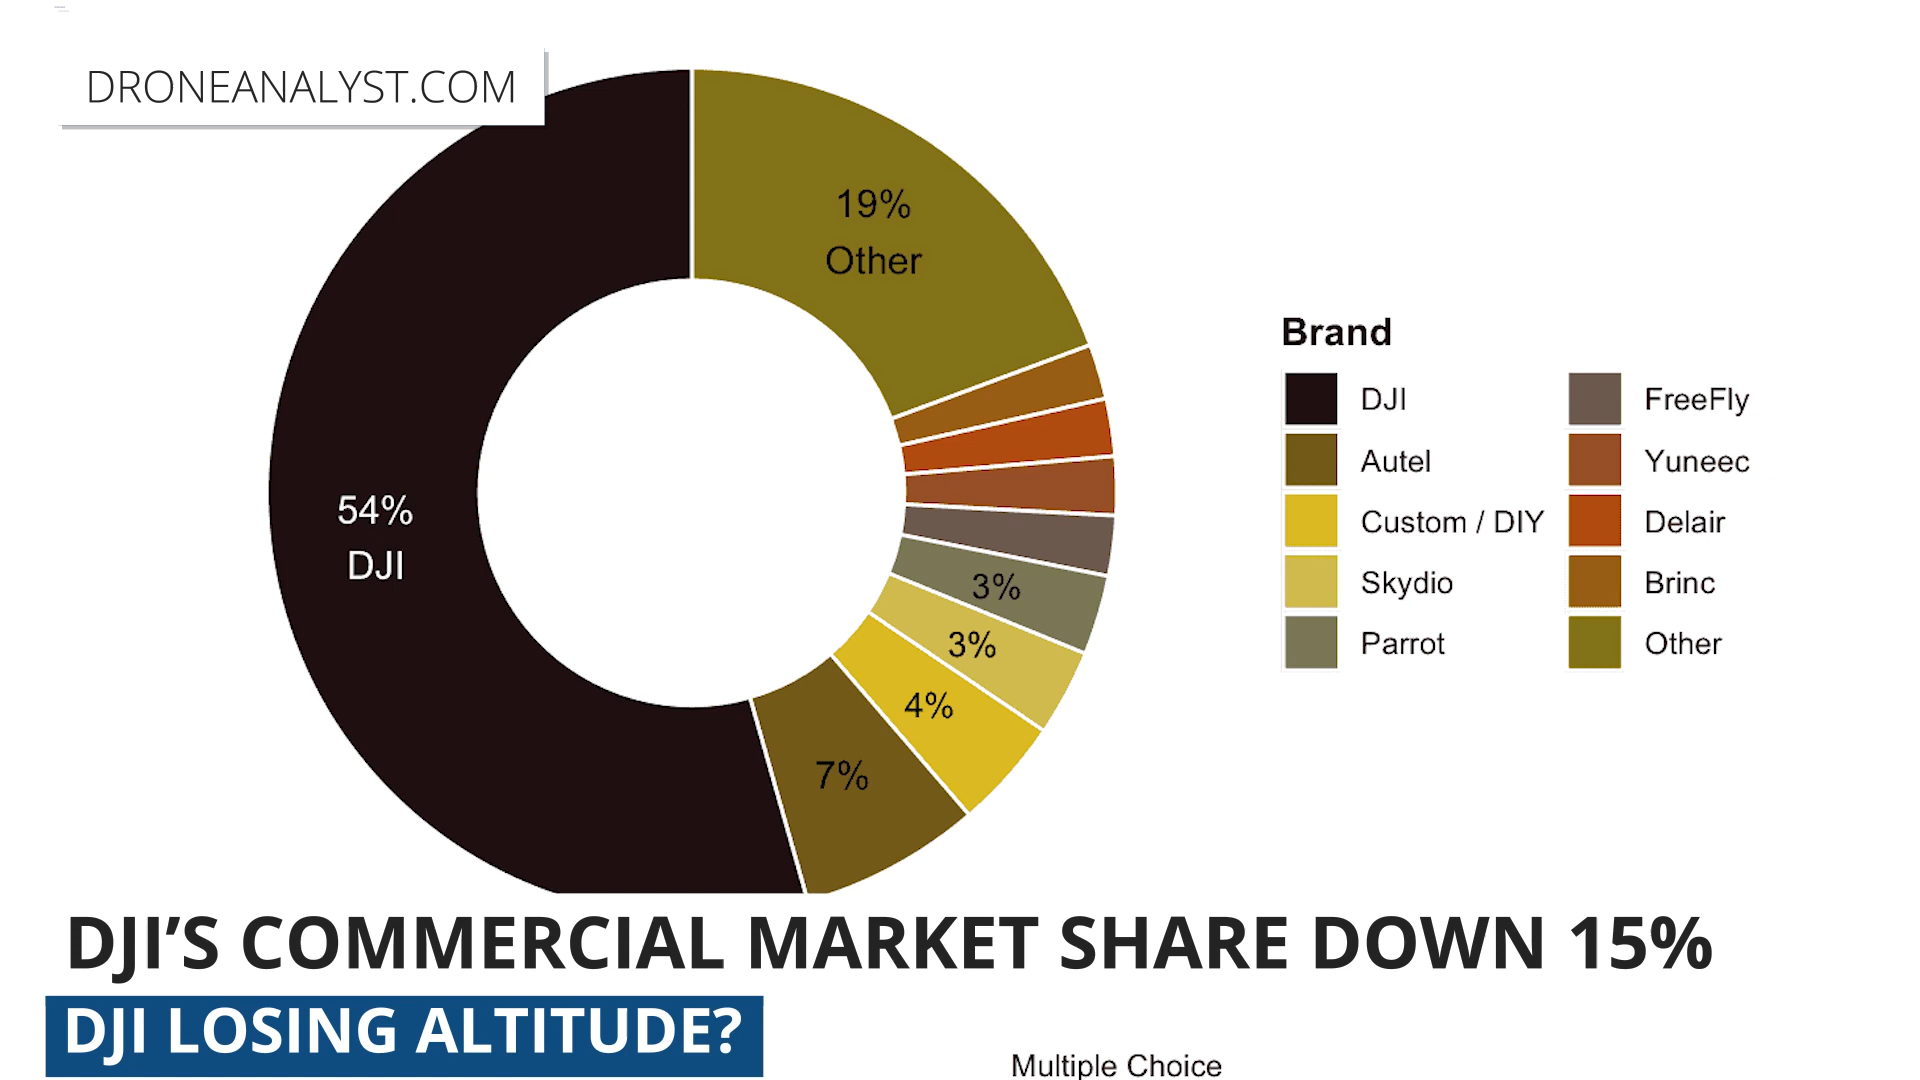 DRONEANALYST.COM
19%
Other
54%
DJI
3%
3%
4%
7%
Brand
DJI
Autel
Custom / DIY
Skydio
Parrot
FreeFly
Yuneec
Delair
Brinc
Other
DJI’S COMMERCIAL MARKET SHARE DOWN 15%
DJI LOSING ALTITUDE?
Multiple Choice